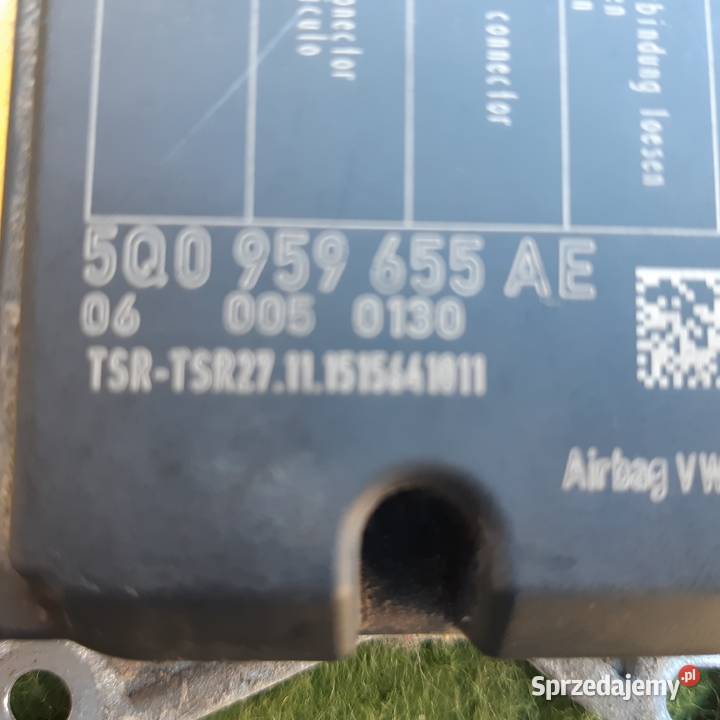 connector
connector
bindung loesen
5Q0 959 655 AE
06 005 0130
TSR-TSR27.11.1515641011
Airbag VW
Sprzedajemy.pl